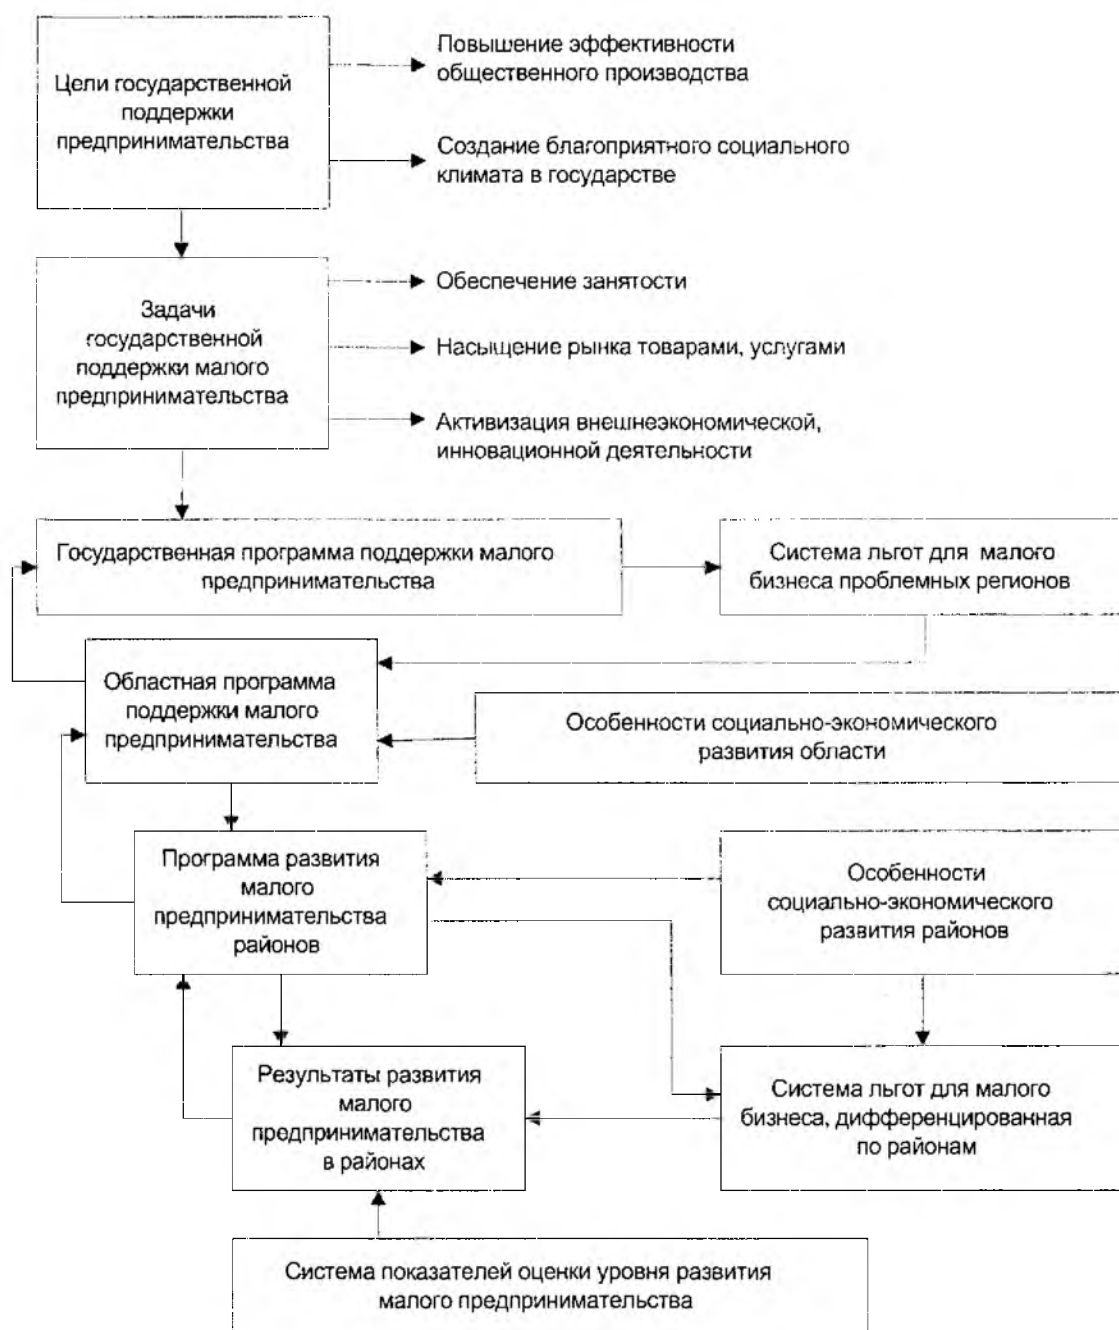 Цели государственной
поддержки
предпринимательства
Повышение эффективности
общественного производства
Создание благоприятного социального
климата в государстве
Задачи
государственной
поддержки малого
предпринимательства
Обеспечение занятости
Насыщение рынка товарами, услугами
Активизация внешнеэкономической,
инновационной деятельности
Государственная программа поддержки малого
предпринимательства
Система льгот для малого
бизнеса проблемных регионов
Областная программа
поддержки малого
предпринимательства
Особенности социально-экономического
развития области
Программа развития
малого
предпринимательства
районов
Особенности
социально-экономического
развития районов
Результаты развития
малого
предпринимательства
в районах
Система льгот для малого
бизнеса, дифференцированная
по районам
Система показателей оценки уровня развития
малого предпринимательства